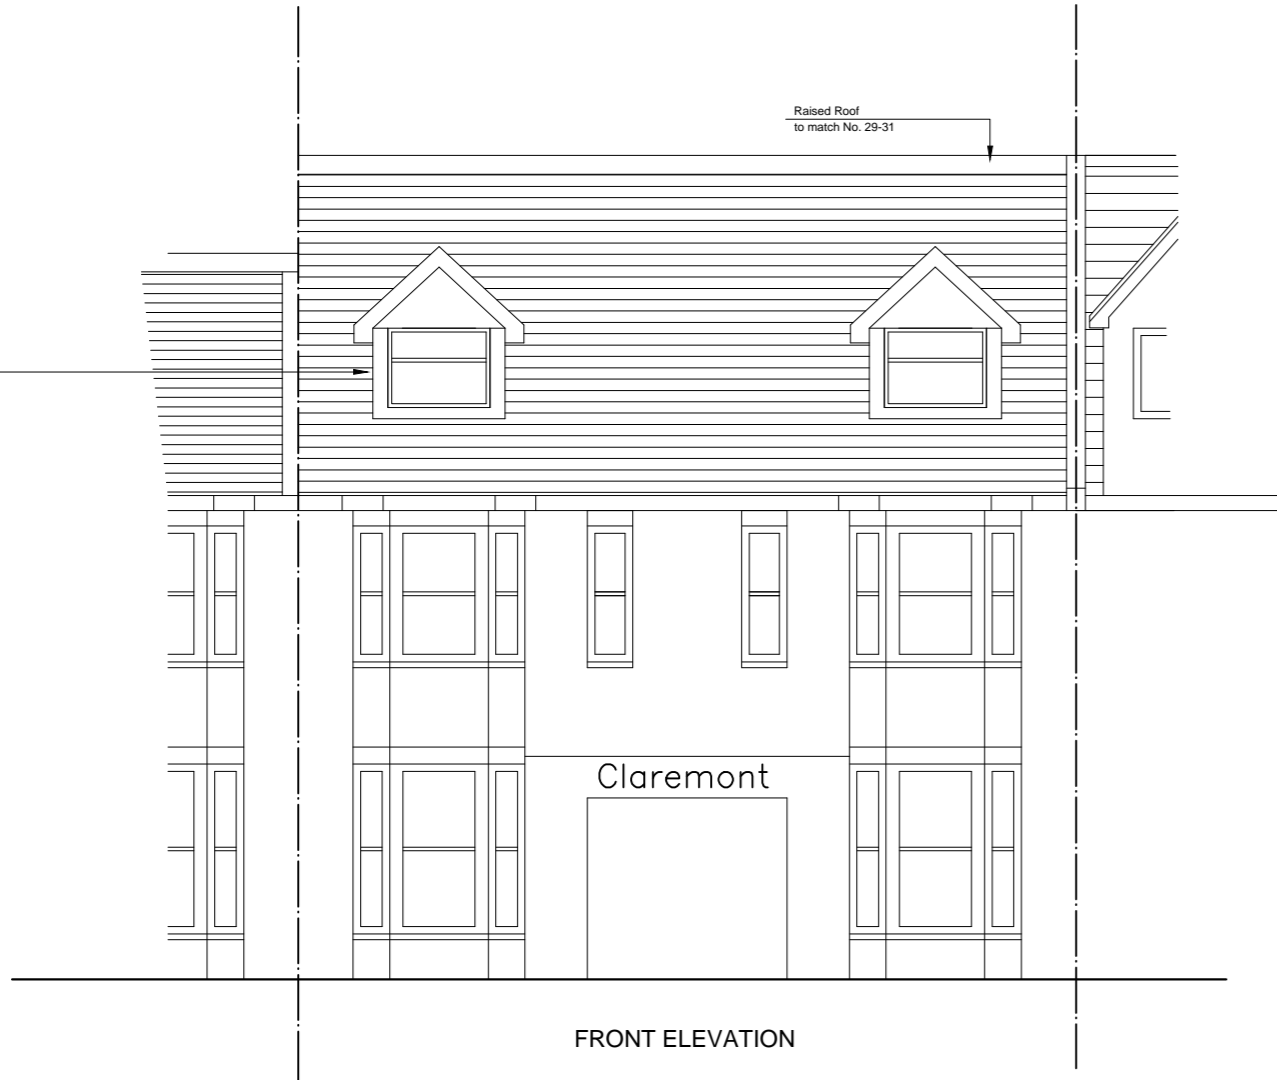 Raised Roof
to match No. 29-31
Claremont
FRONT ELEVATION